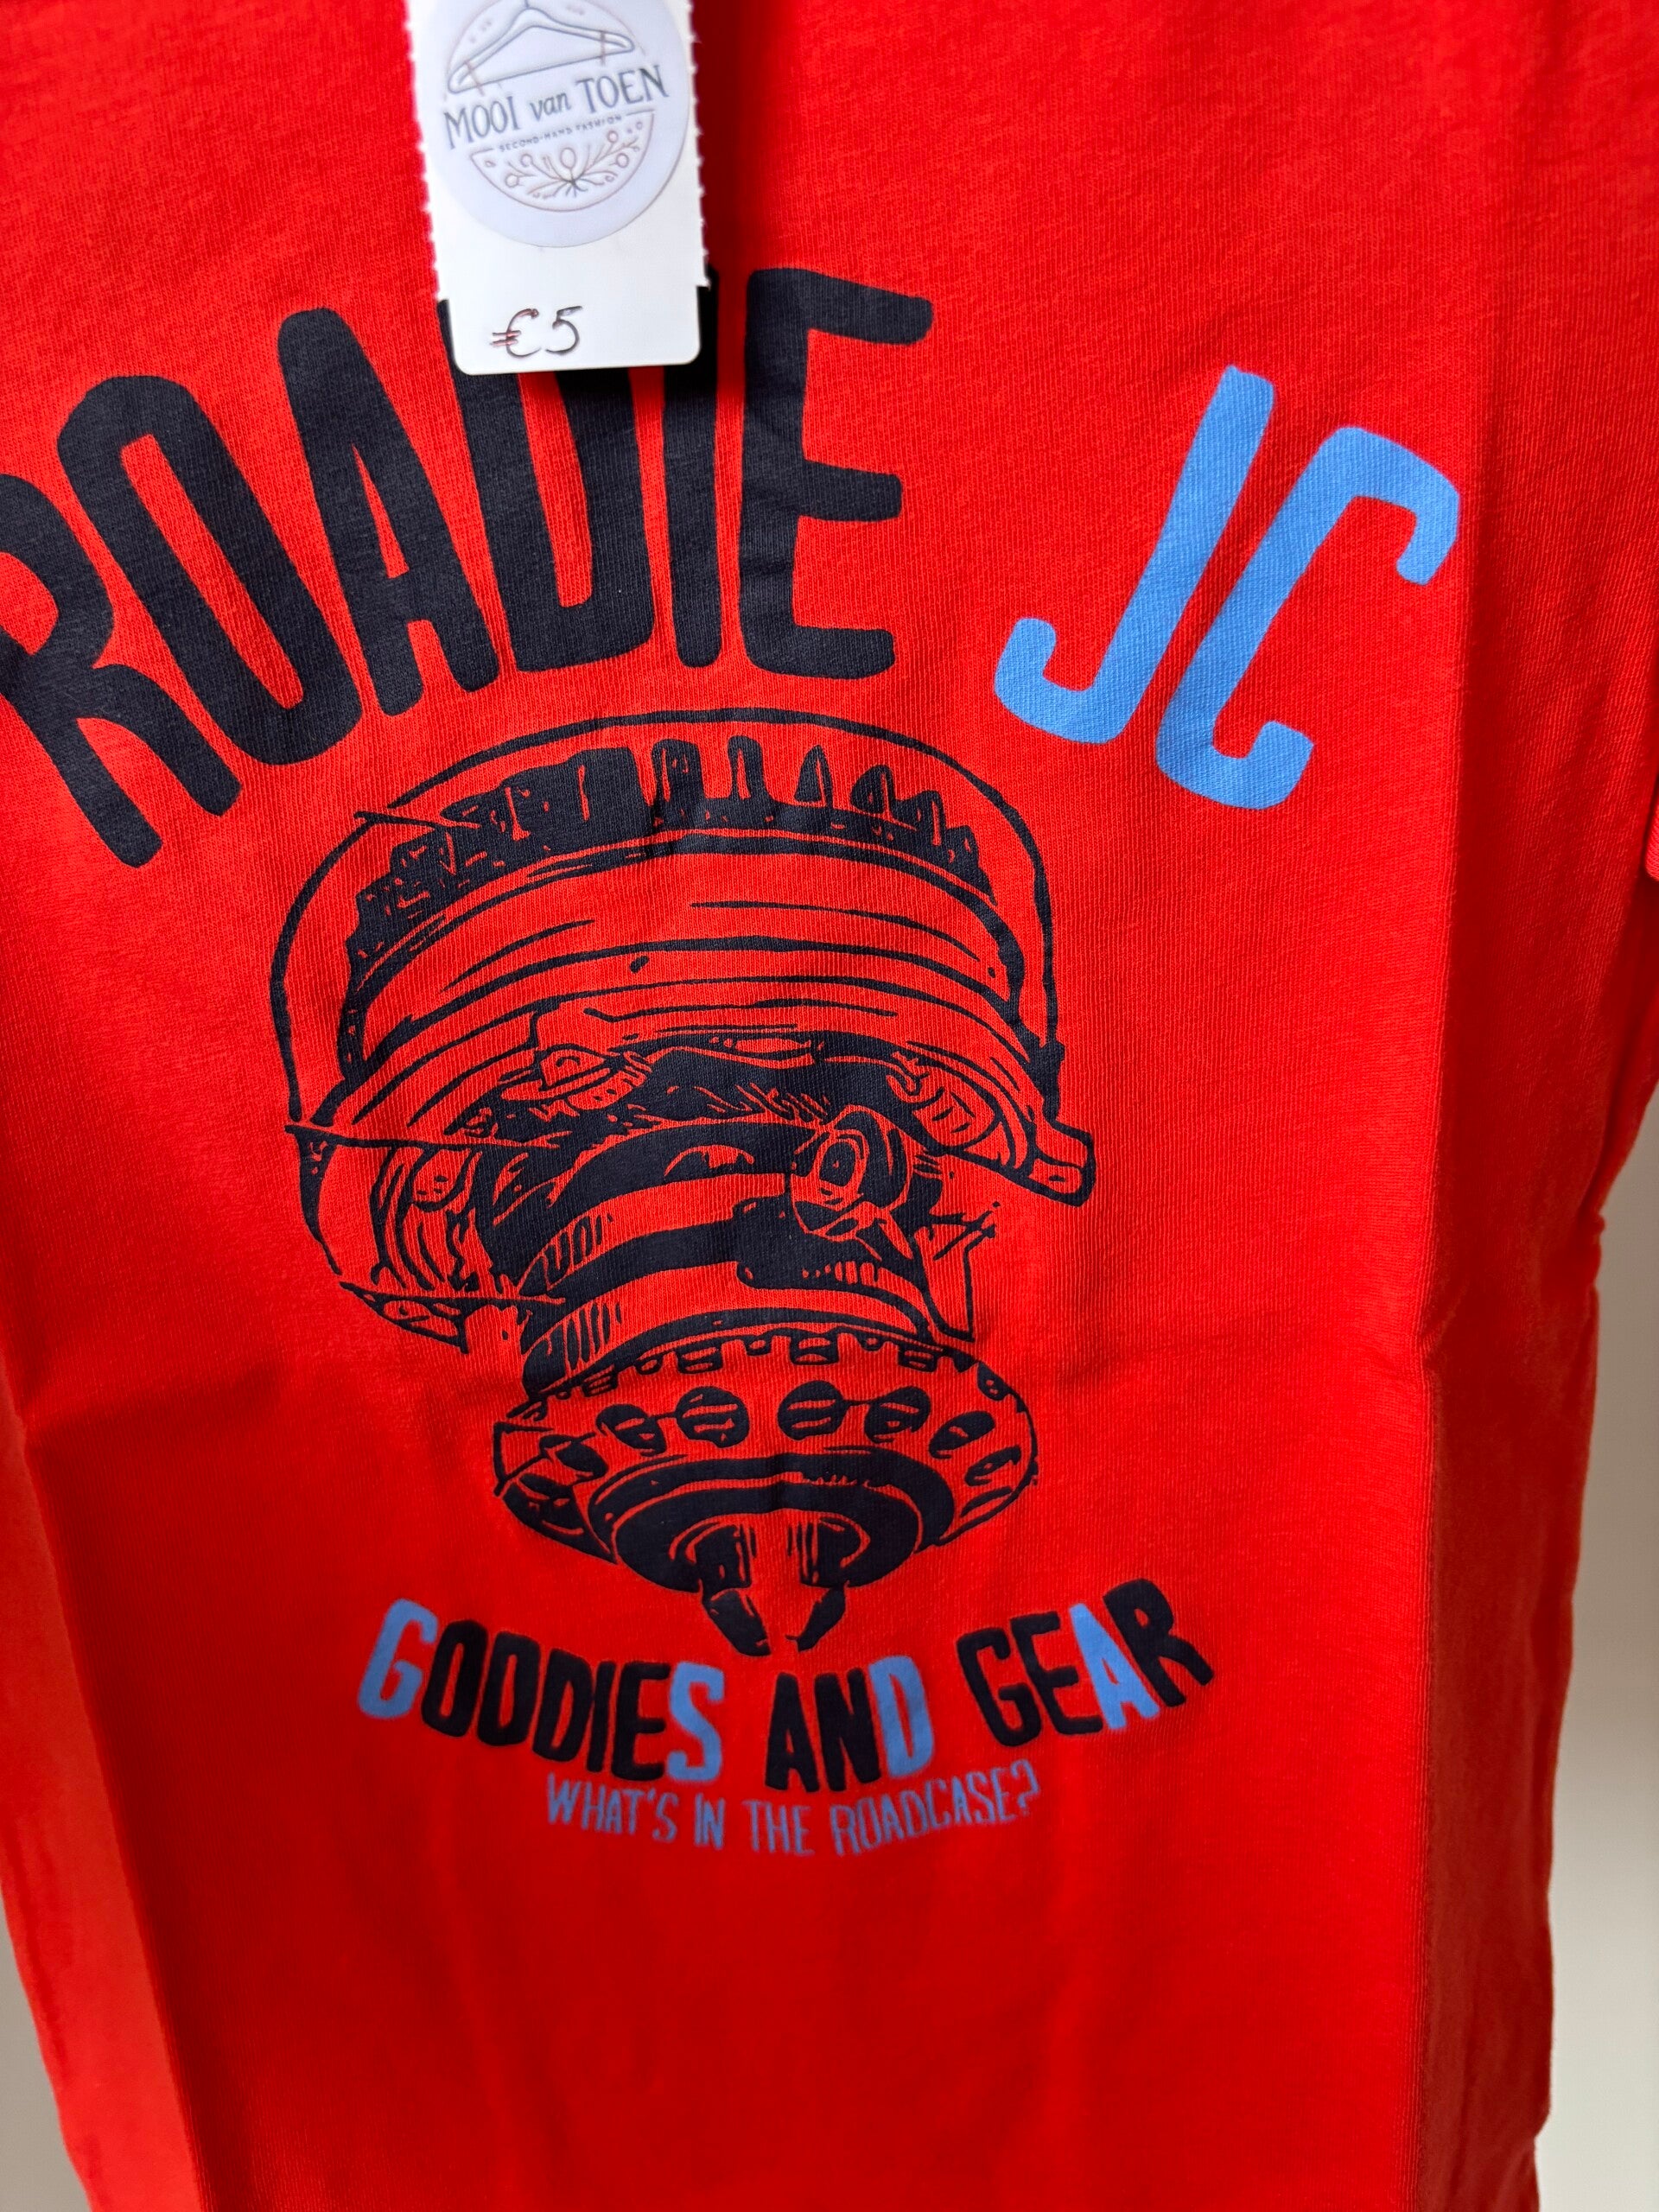 MOOI van TOEN
SECOND-HAND FASHION
€5
ROADIE JC
GOODIES AND GEAR
WHAT'S IN THE ROADCASE?